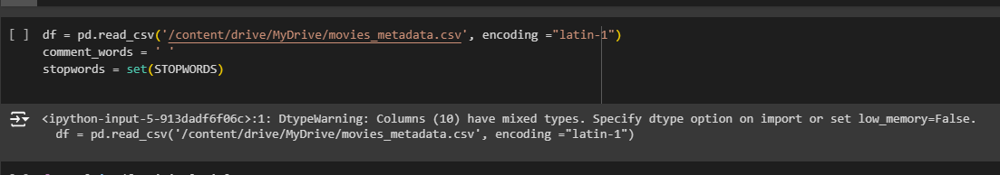 [ ] df = pd.read_csv('/content/drive/MyDrive/movies_metadata.csv', encoding ="latin-1")
comment_words = ' '
stopwords = set(STOPWORDS)
<ipython-input-5-913dadf6f06c>:1: DtypeWarning: Columns (10) have mixed types. Specify dtype option on import or set low_memory=False.
df = pd.read_csv('/content/drive/MyDrive/movies_metadata.csv', encoding ="latin-1")